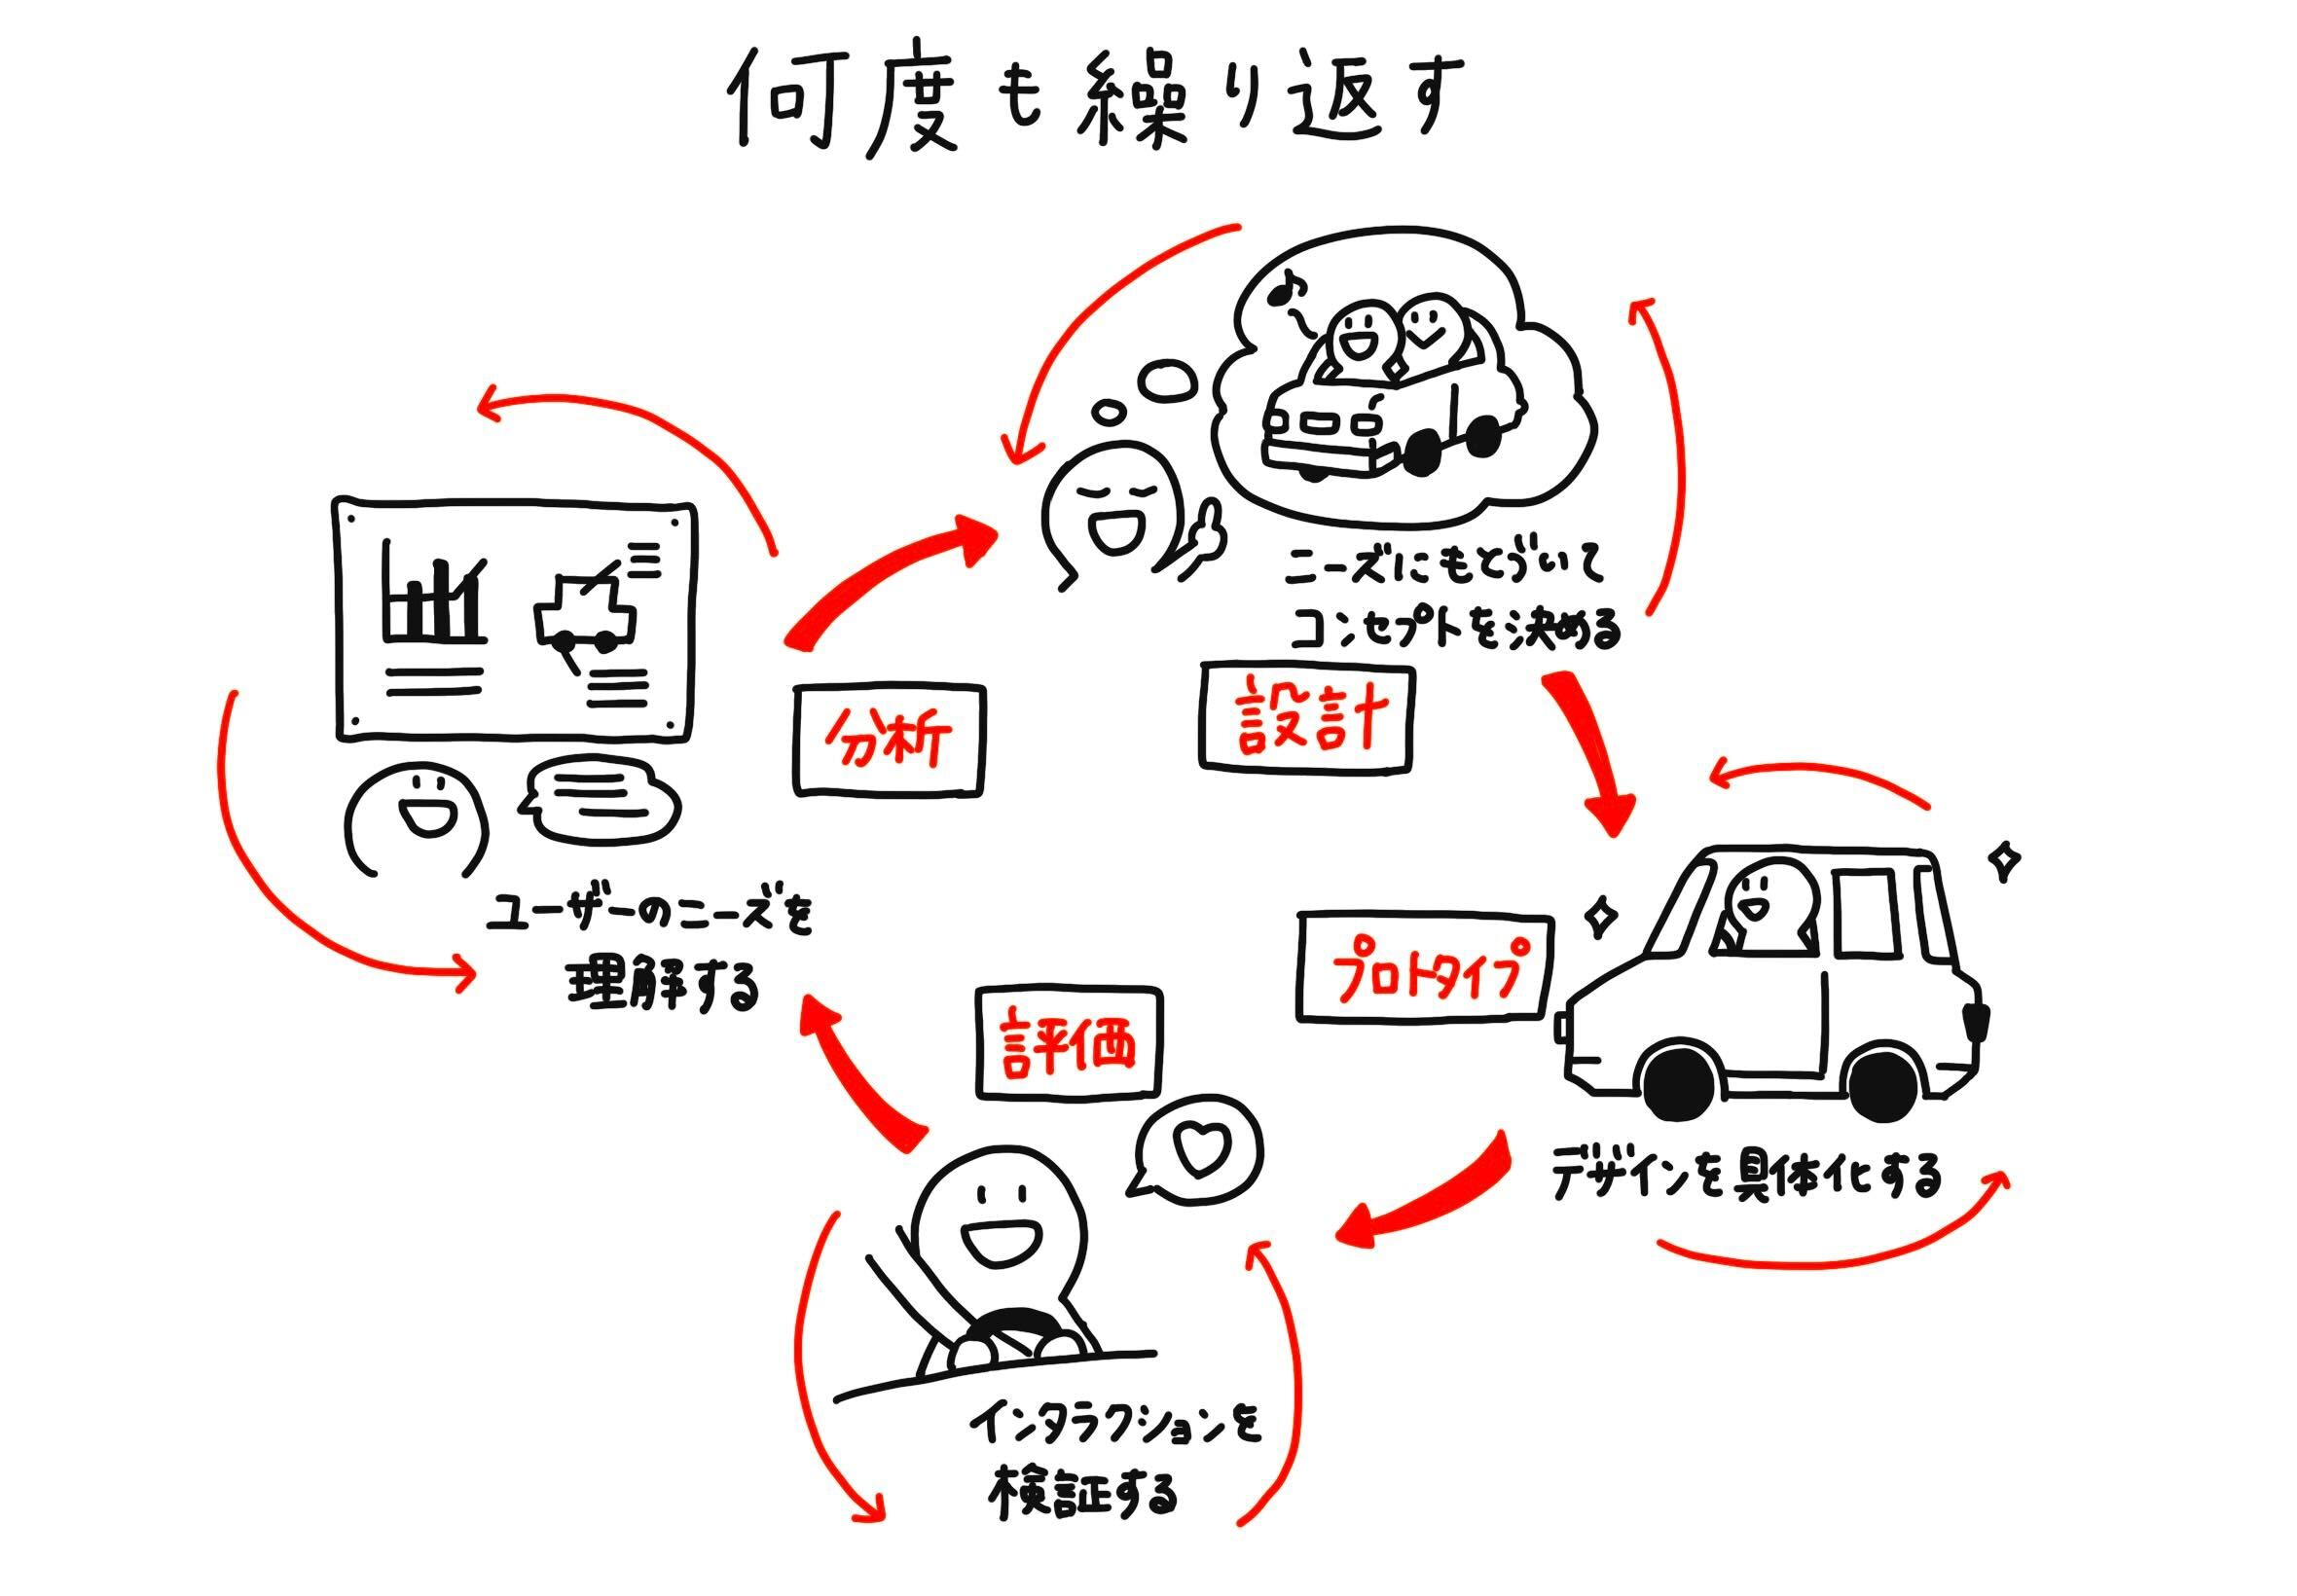 何度も繰り返す
ニーズにもとづいて
コンセプトを決める
分析
設計
ユーザーのニーズを
理解する
プロトタイプ
評価
デザインを具体化する
インタラクションを
検証する